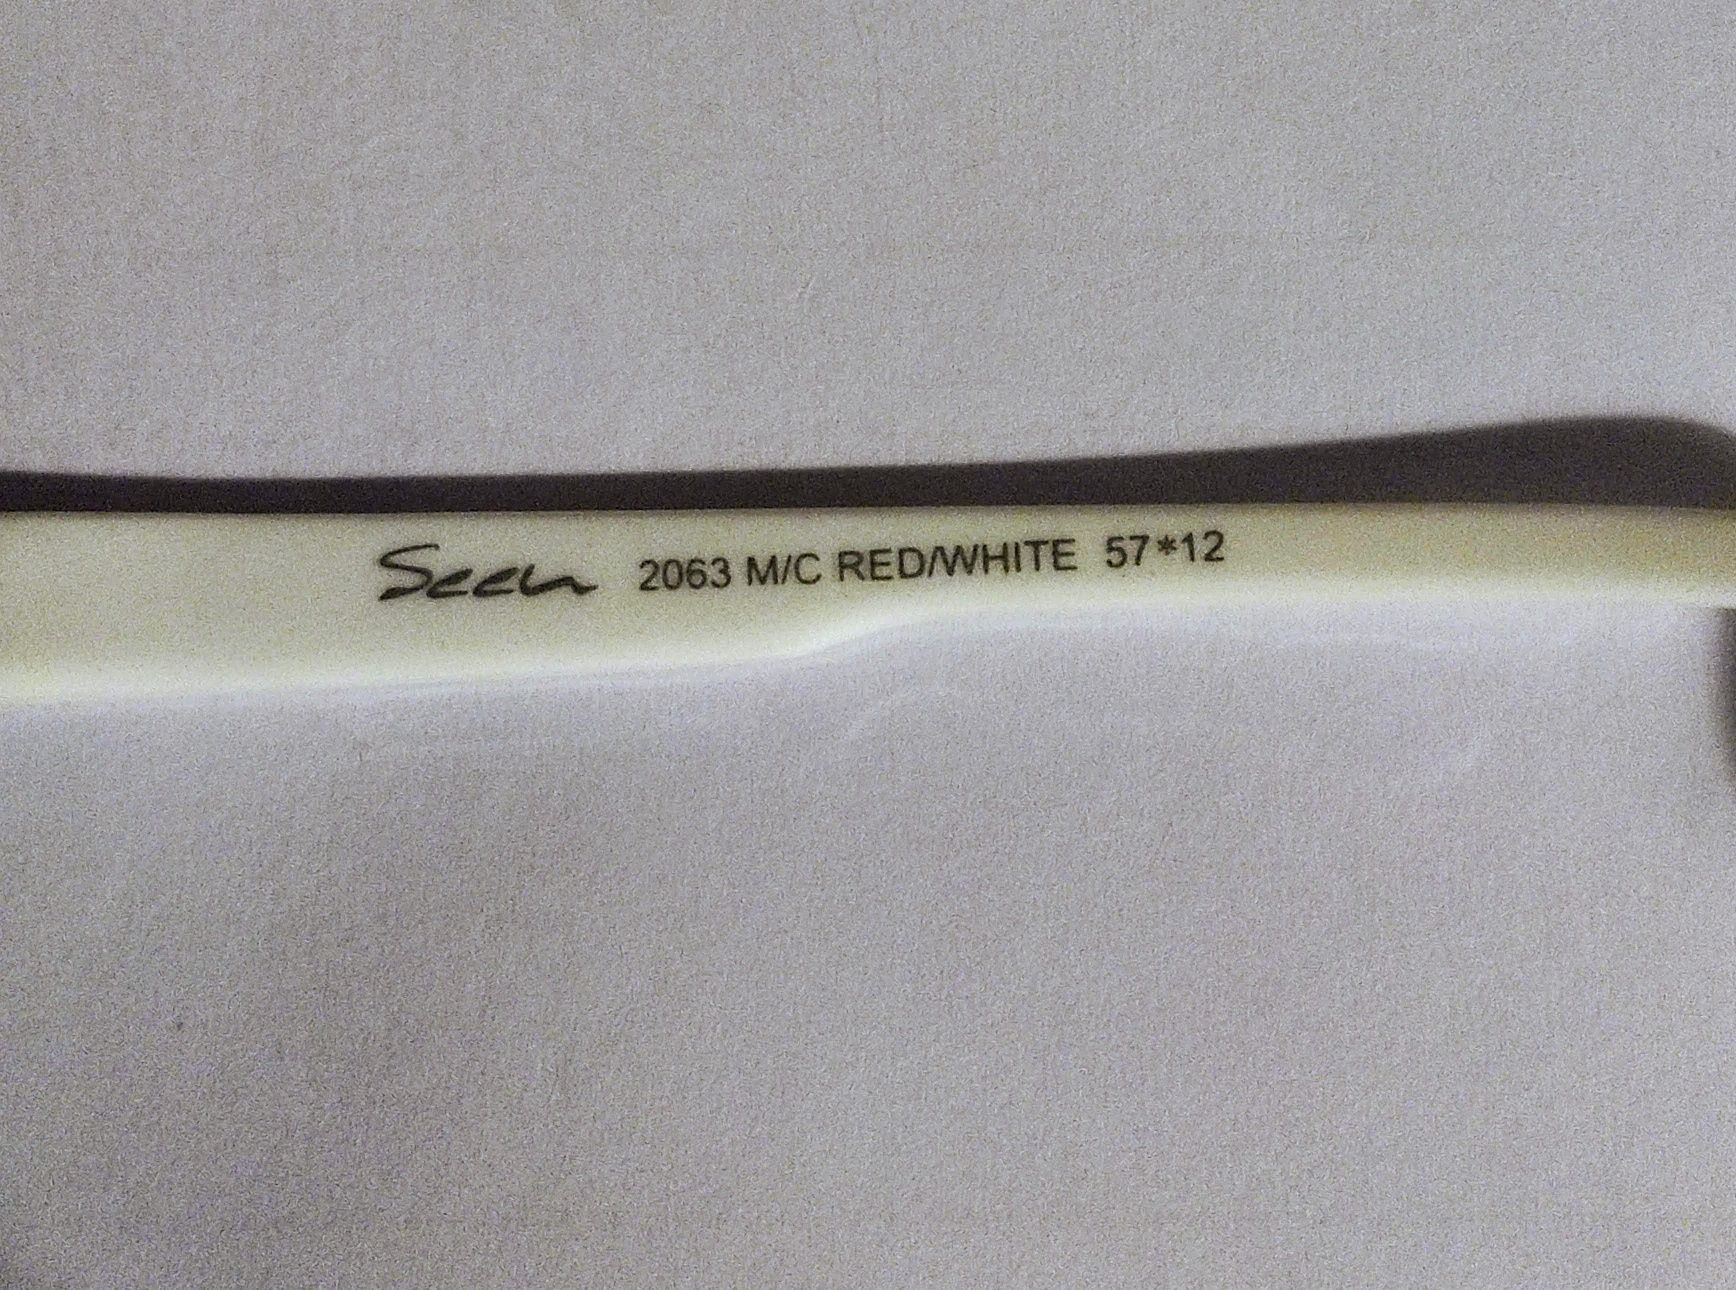 Seen 2063 M/C RED/WHITE 57*12